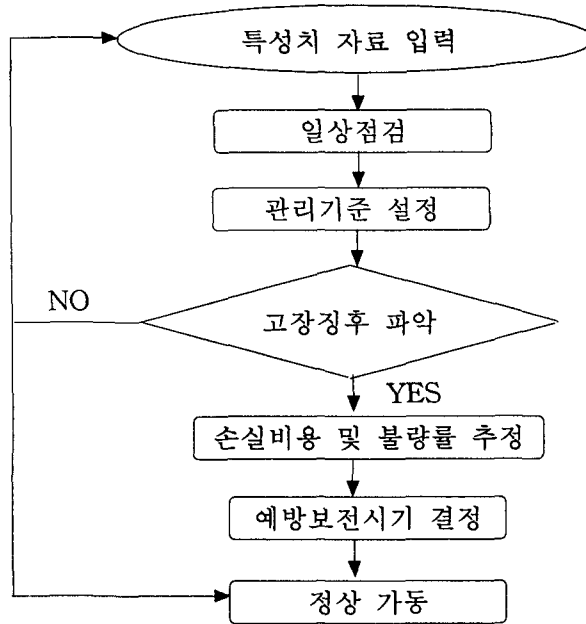 특성치 자료 입력
일상점검
관리기준 설정
고장징후 파악
NO
YES
손실비용 및 불량률 추정
예방보전시기 결정
정상 가동